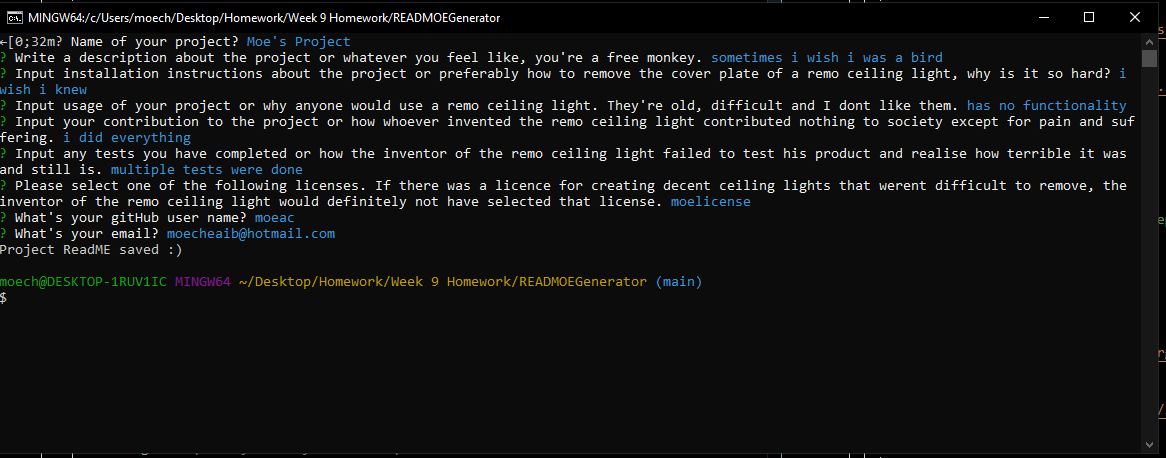 MINGW64:/c/Users/moech/Desktop/Homework/Week 9 Homework/READMOEGenerator
←[0;32m? Name of your project? Moe's Project
? Write a description about the project or whatever you feel like, you're a free monkey. sometimes i wish i was a bird
? Input installation instructions about the project or preferably how to remove the cover plate of a remo ceiling light, why is it so hard? i
wish i knew
? Input usage of your project or why anyone would use a remo ceiling light. They're old, difficult and I dont like them. has no functionality
? Input your contribution to the project or how whoever invented the remo ceiling light contributed nothing to society except for pain and suf
fering. i did everything
? Input any tests you have completed or how the inventor of the remo ceiling light failed to test his product and realise how terrible it was
and still is. multiple tests were done
? Please select one of the following licenses. If there was a licence for creating decent ceiling lights that werent difficult to remove, the
inventor of the remo ceiling light would definitely not have selected that license. moelicense
? What's your gitHub user name? moeac
? What's your email? moecheaib@hotmail.com
Project ReadME saved :)
moech@DESKTOP-1RUV1IC MINGW64 ~/Desktop/Homework/Week 9 Homework/READMOEGenerator (main)
$